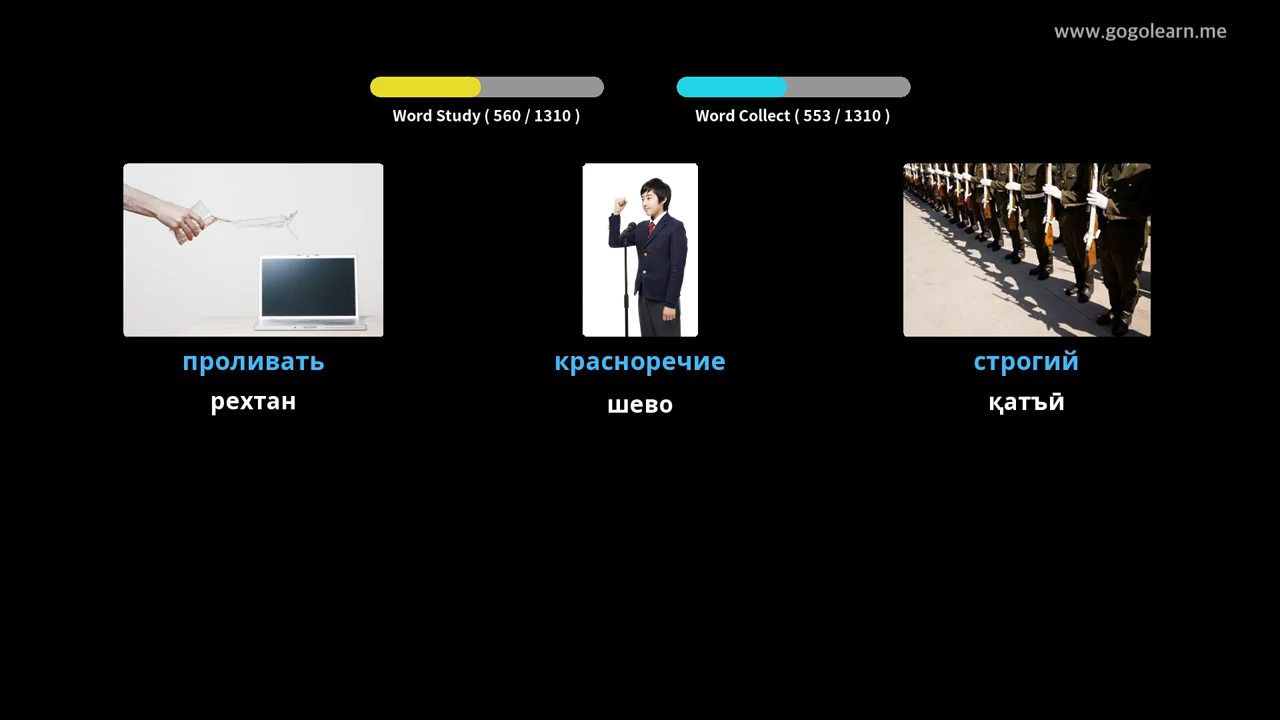 www.gogolearn.me
Word Study ( 560 / 1310 )
Word Collect ( 553 / 1310 )
проливать
красноречие
строгий
рехтан
шево
қатъӣ